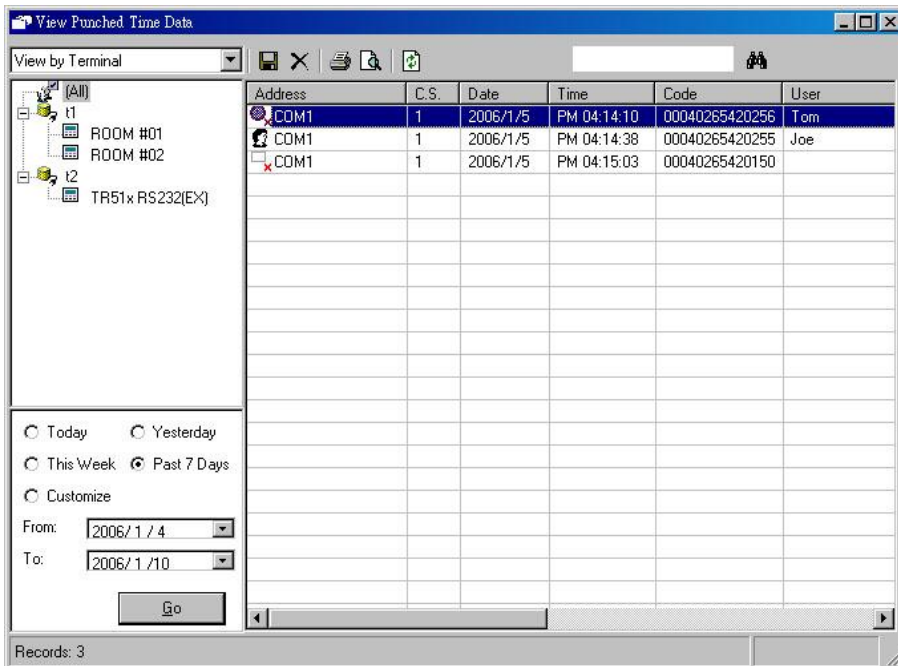 View Punched Time Data
View by Terminal
(All)
t1
ROOM #01
ROOM #02
t2
TR51x RS232(EX)
Address C.S. Date Time Code User
COM1 1 2006/1/5 PM 04:14:10 00040265420256 Tom
COM1 1 2006/1/5 PM 04:14:38 00040265420255 Joe
COM1 1 2006/1/5 PM 04:15:03 00040265420150
Today Yesterday
This Week Past 7 Days
Customize
From: 2006/ 1 / 4
To: 2006/ 1 /10
Go
Records: 3